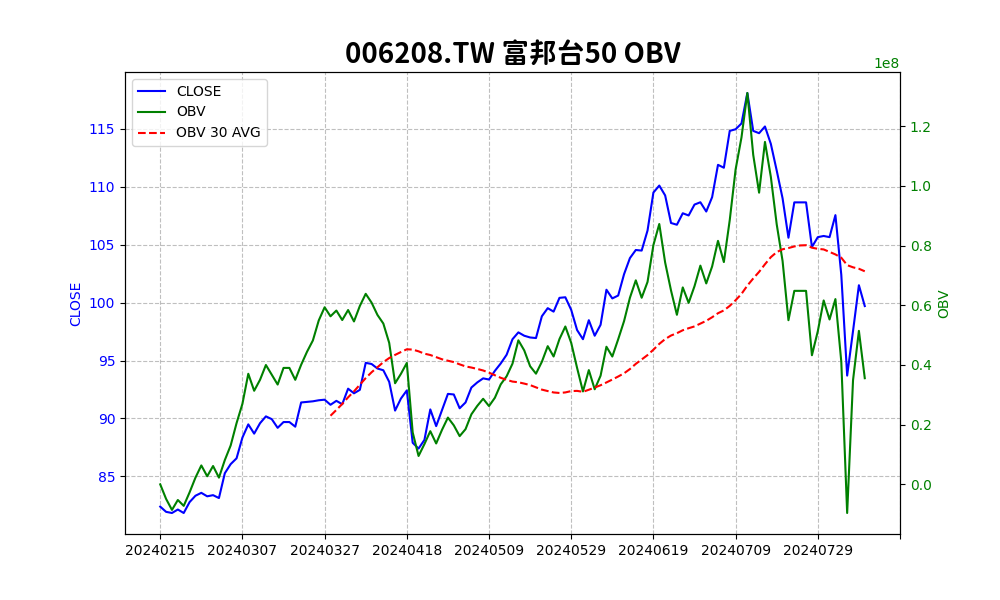 006208.TW 富邦台50 OBV
1e8
CLOSE
OBV
OBV 30 AVG
115
110
105
100
95
90
85
CLOSE
1.2
1.0
0.8
0.6
0.4
0.2
0.0
OBV
20240215 20240307 20240327 20240418 20240509 20240529 20240619 20240709 20240729